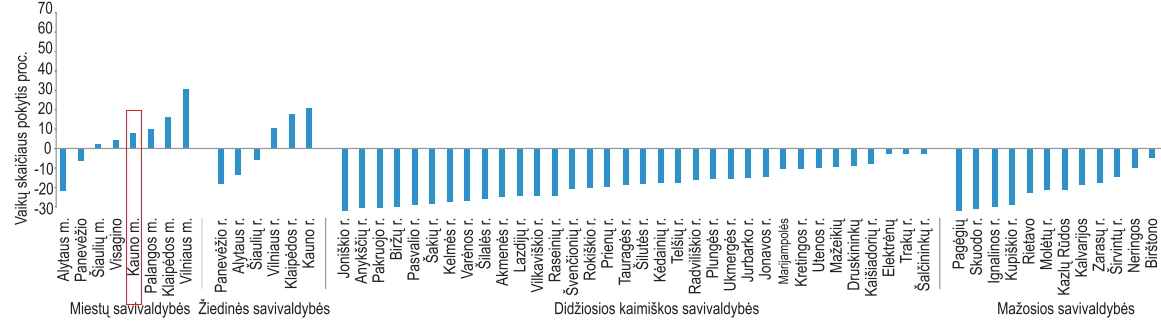 Vaikų skaičiaus pokytis proc.
70
60
50
40
30
20
10
0
-10
-20
-30
Alytaus m.
Panevėžio
Šiaulių m.
Visagino
Kauno m.
Palangos m.
Klaipėdos m.
Vilniaus m.
Panevėžio r.
Alytaus r.
Šiaulių r.
Vilniaus r.
Klaipėdos r.
Kauno r.
Joniškio r.
Anykščių r.
Pakruojo r.
Biržų r.
Pasvalio r.
Šakių r.
Kelmės r.
Varėnos r.
Šilalės r.
Akmenės r.
Lazdijų r.
Vilkaviškio r.
Raseinių r.
Švenčionių r.
Rokiškio r.
Prienų r.
Tauragės r.
Šilutės r.
Kėdainių r.
Telšių r.
Radviliškio r.
Plungės r.
Ukmergės r.
Jurbarko r.
Jonavos r.
Marijampolės
Kretingos r.
Utenos r.
Mažeikių
Druskininkų
Kaišiadorių r.
Elektrėnų
Trakų r.
Šalčininkų r.
Pagėgių
Skuodo r.
Ignalinos r.
Kupiškio r.
Rietavo
Molėtų r.
Kazlų Rūdos
Kalvarijos
Zarasų r.
Širvintų r.
Neringos
Birštono
Miestų savivaldybės
Žiedinės savivaldybės
Didžiosios kaimiškos savivaldybės
Mažosios savivaldybės